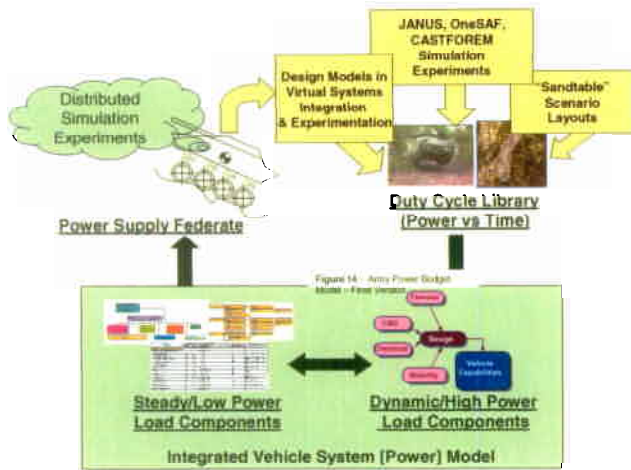 JANUS, OneSAF,
CASTFOREM
Simulation
Experiments
Design Models in
Virtual Systems
Integration
& Experimentation
"Sandtable"
Scenario
Layouts
Distributed
Simulation
Experiments
Power Supply Federate
Duty Cycle Library
(Power vs Time)
Figure 14 - Army Power Budget
Model - Final Version
Design
Vehicle
Capabilities
Steady/Low Power
Load Components
Dynamic/High Power
Load Components
Integrated Vehicle System [Power] Model